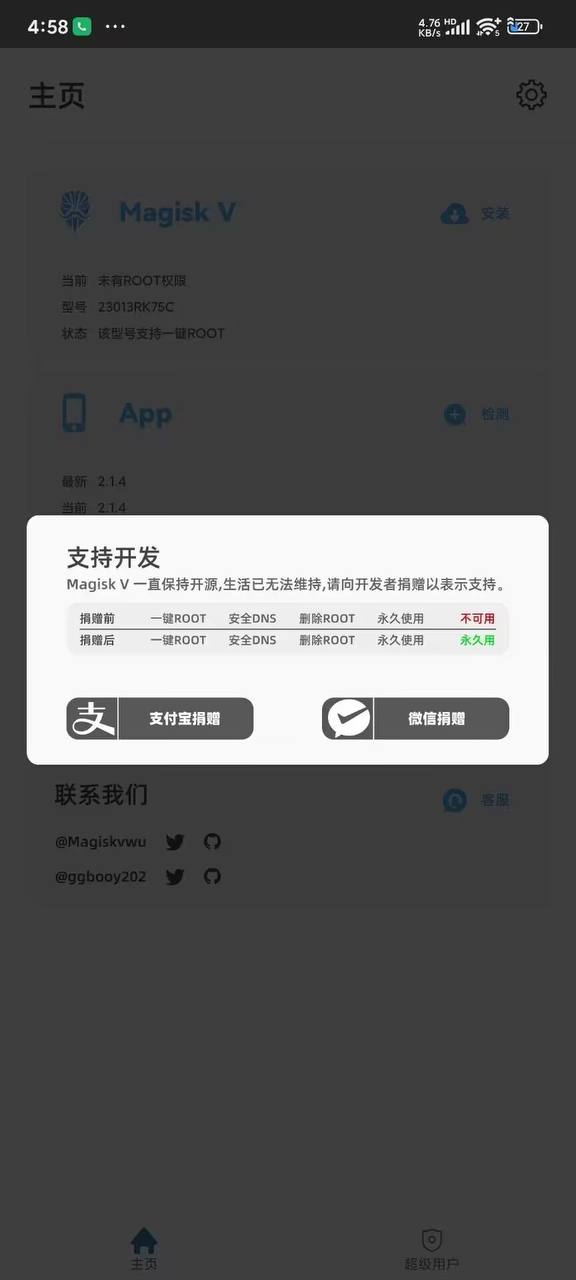 4:58 ··· 4.76 KB/s HD 5 27
主页
Magisk V 安装
当前 未有ROOT权限
型号 23013RK75C
状态 该型号支持一键ROOT
App 检测
最新 2.1.4
当前 2.1.4
支持开发
Magisk V 一直保持开源,生活已无法维持,请向开发者捐赠以表示支持。
捐赠前 一键ROOT 安全DNS 删除ROOT 永久使用 不可用
捐赠后 一键ROOT 安全DNS 删除ROOT 永久使用 永久用
支 支付宝捐赠 微信捐赠
联系我们 客服
@Magiskvwu
@ggbooy202
主页 超级用户